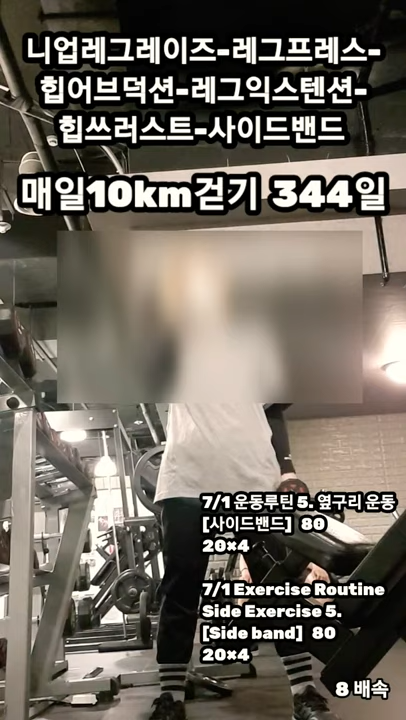 니업레그레이즈-레그프레스-
힙어브덕션-레그익스텐션-
힙쓰러스트-사이드밴드
매일10km걷기 344일
7/1 운동루틴 5. 옆구리 운동
[사이드밴드] 80
20×4
7/1 Exercise Routine
Side Exercise 5.
[Side band] 80
20×4
8 배속